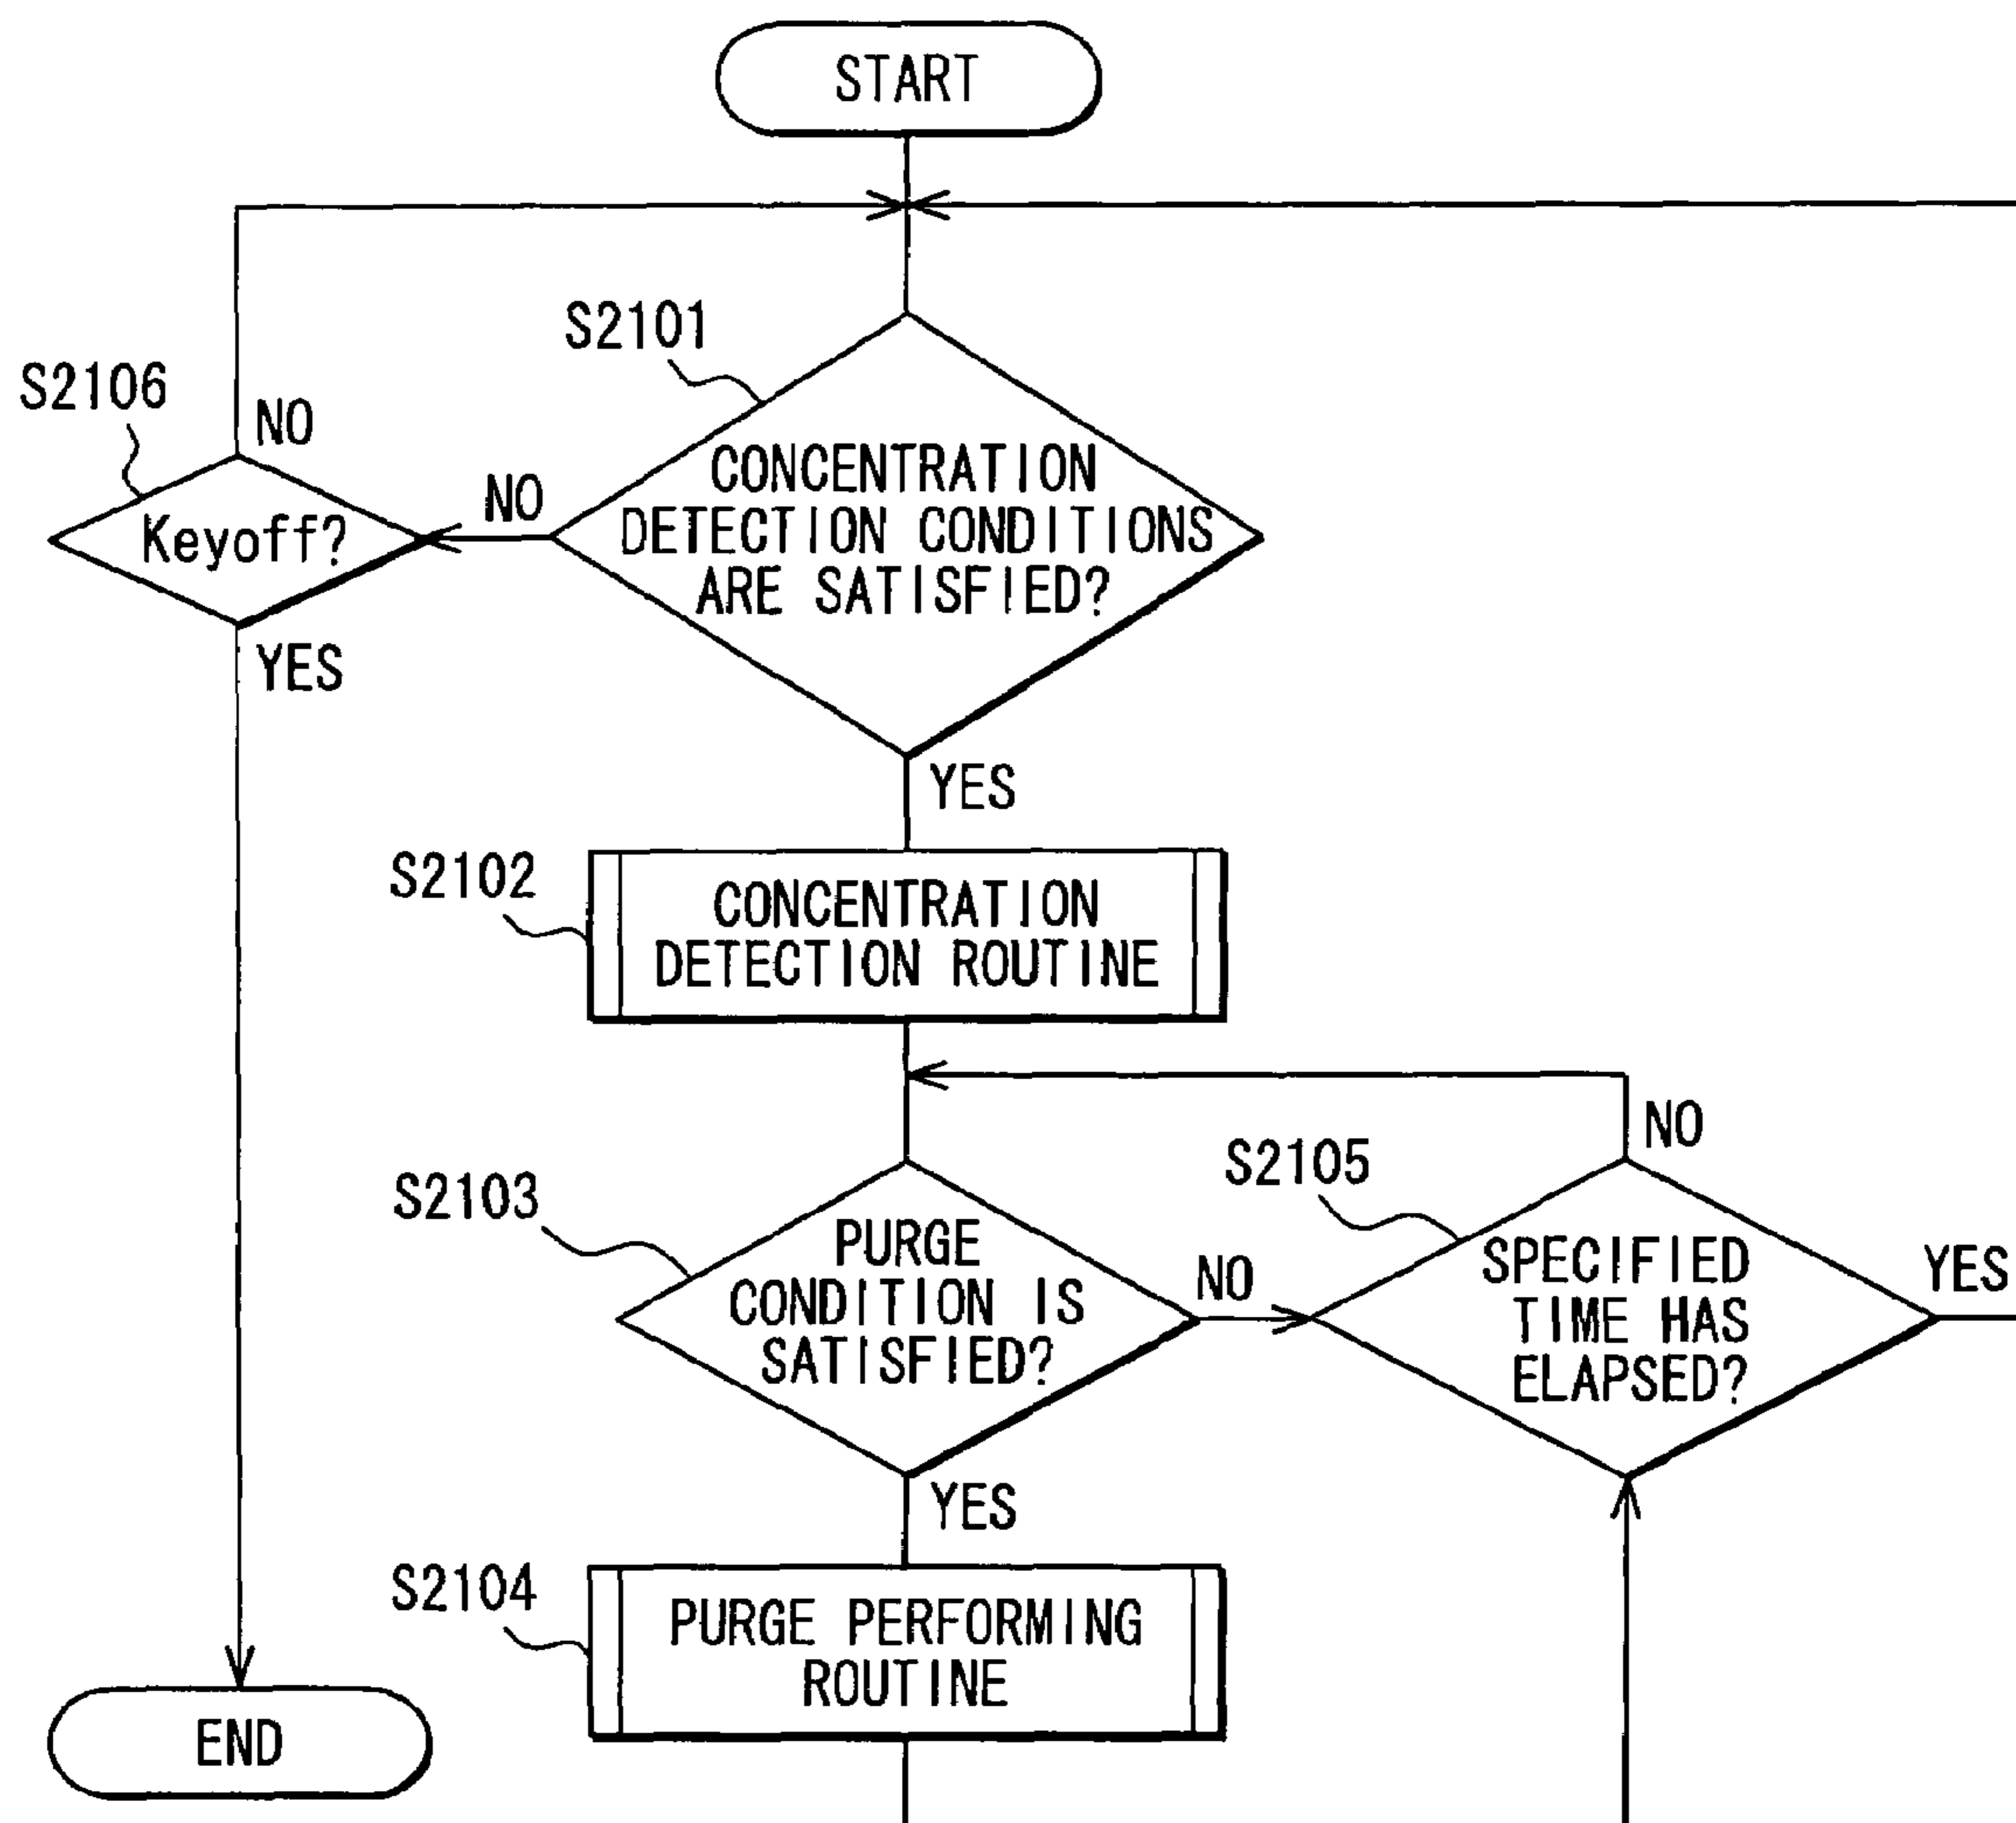 START
S2101
S2106
NO
CONCENTRATION
DETECTION CONDITIONS
ARE SATISFIED?
NO
Keyoff?
YES
YES
S2102
CONCENTRATION
DETECTION ROUTINE
NO
S2105
S2103
PURGE
CONDITION IS
SATISFIED?
NO
SPECIFIED
TIME HAS
ELAPSED?
YES
YES
S2104
PURGE PERFORMING
ROUTINE
END